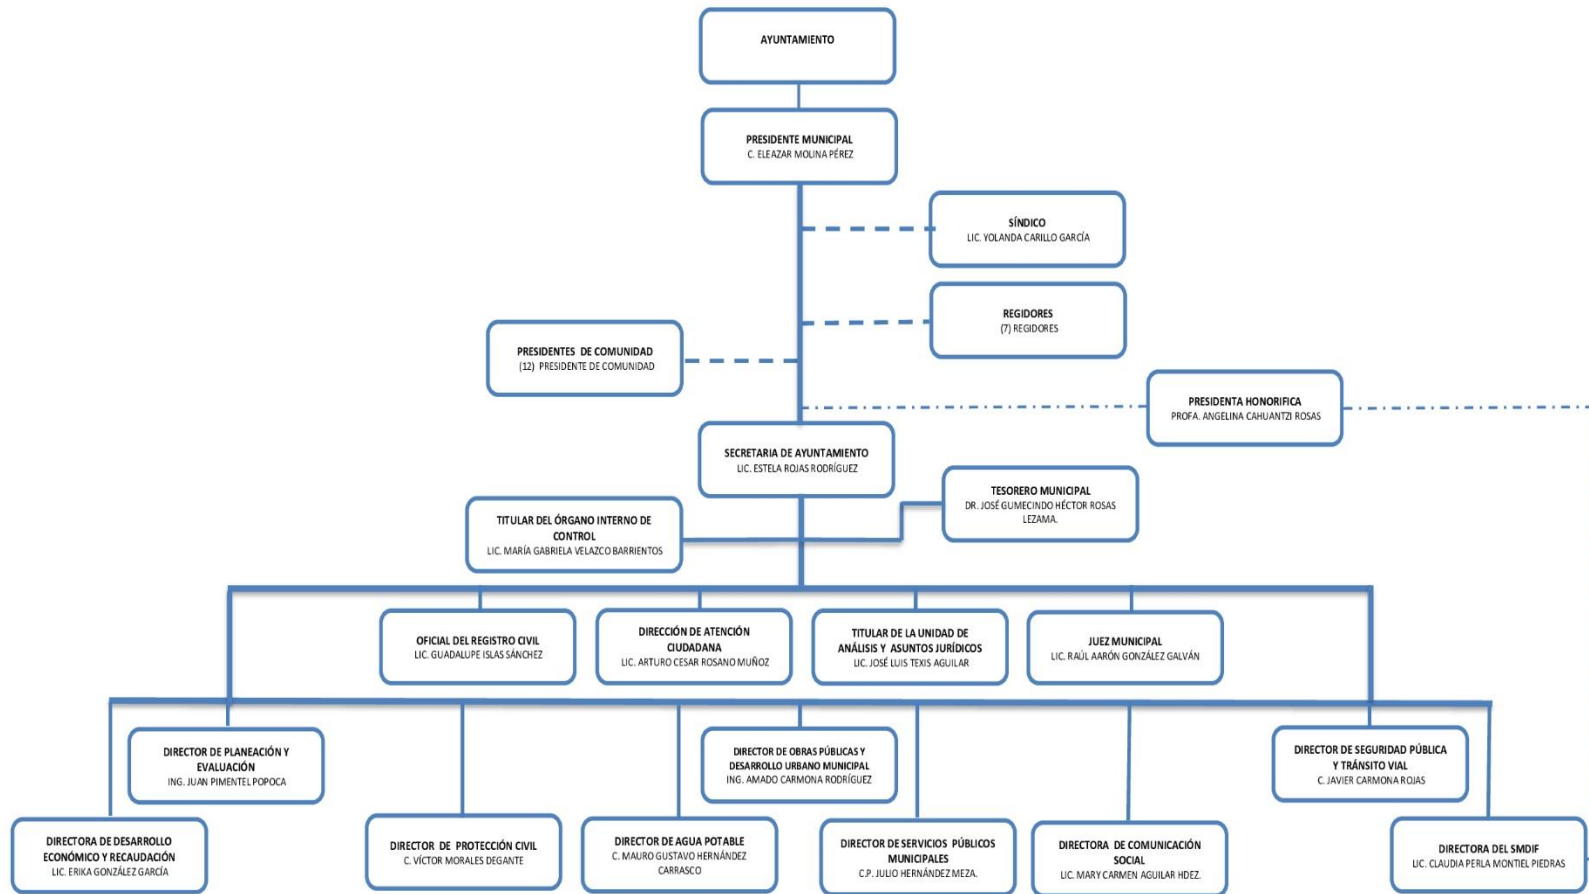 AYUNTAMIENTO
PRESIDENTE MUNICIPAL
C. ELEAZAR MOLINA PÉREZ
SÍNDICO
LIC. YOLANDA CARILLO GARCÍA
REGIDORES
(7) REGIDORES
PRESIDENTES DE COMUNIDAD
(12) PRESIDENTE DE COMUNIDAD
PRESIDENTA HONORIFICA
PROFA. ANGELINA CAHUANTZI ROSAS
SECRETARIA DE AYUNTAMIENTO
LIC. ESTELA ROJAS RODRÍGUEZ
TESORERO MUNICIPAL
DR. JOSÉ GUMECINDO HÉCTOR ROSAS
LEZAMA.
TITULAR DEL ÓRGANO INTERNO DE
CONTROL
LIC. MARÍA GABRIELA VELAZCO BARRIENTOS
OFICIAL DEL REGISTRO CIVIL
LIC. GUADALUPE ISLAS SÁNCHEZ
DIRECCIÓN DE ATENCIÓN
CIUDADANA
LIC. ARTURO CESAR ROSANO MUÑOZ
TITULAR DE LA UNIDAD DE
ANÁLISIS Y ASUNTOS JURÍDICOS
LIC. JOSÉ LUIS TEXIS AGUILAR
JUEZ MUNICIPAL
LIC. RAÚL AARÓN GONZÁLEZ GALVÁN
DIRECTOR DE PLANEACIÓN Y
EVALUACIÓN
ING. JUAN PIMENTEL POPOCA
DIRECTOR DE OBRAS PÚBLICAS Y
DESARROLLO URBANO MUNICIPAL
ING. AMADO CARMONA RODRÍGUEZ
DIRECTOR DE SEGURIDAD PÚBLICA
Y TRÁNSITO VIAL
C. JAVIER CARMONA ROJAS
DIRECTORA DE DESARROLLO
ECONÓMICO Y RECAUDACIÓN
LIC. ERIKA GONZÁLEZ GARCÍA
DIRECTOR DE PROTECCIÓN CIVIL
C. VÍCTOR MORALES DEGANTE
DIRECTOR DE AGUA POTABLE
C. MAURO GUSTAVO HERNÁNDEZ
CARRASCO
DIRECTOR DE SERVICIOS PÚBLICOS
MUNICIPALES
C.P. JULIO HERNÁNDEZ MEZA.
DIRECTORA DE COMUNICACIÓN
SOCIAL
LIC. MARY CARMEN AGUILAR HDEZ.
DIRECTORA DEL SMDIF
LIC. CLAUDIA PERLA MONTIEL PIEDRAS